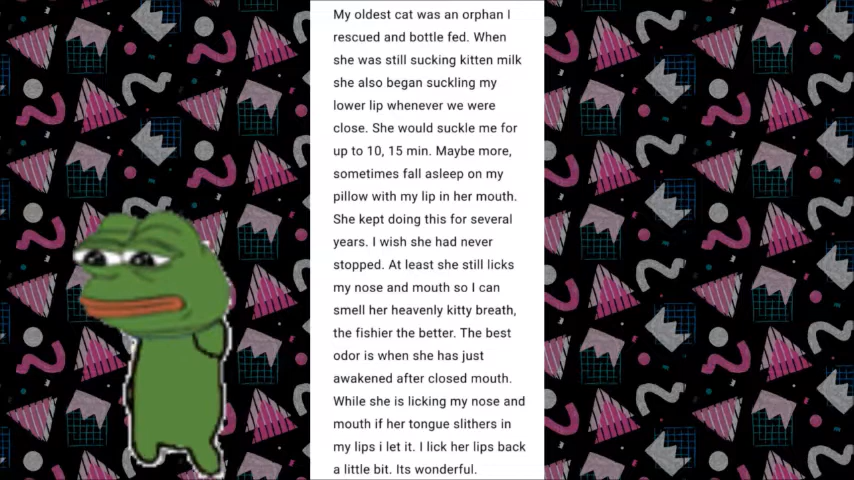 My oldest cat was an orphan I
rescued and bottle fed. When
she was still sucking kitten milk
she also began suckling my
lower lip whenever we were
close. She would suckle me for
up to 10, 15 min. Maybe more,
sometimes fall asleep on my
pillow with my lip in her mouth.
She kept doing this for several
years. I wish she had never
stopped. At least she still licks
my nose and mouth so I can
smell her heavenly kitty breath,
the fishier the better. The best
odor is when she has just
awakened after closed mouth.
While she is licking my nose and
mouth if her tongue slithers in
my lips i let it. I lick her lips back
a little bit. Its wonderful.